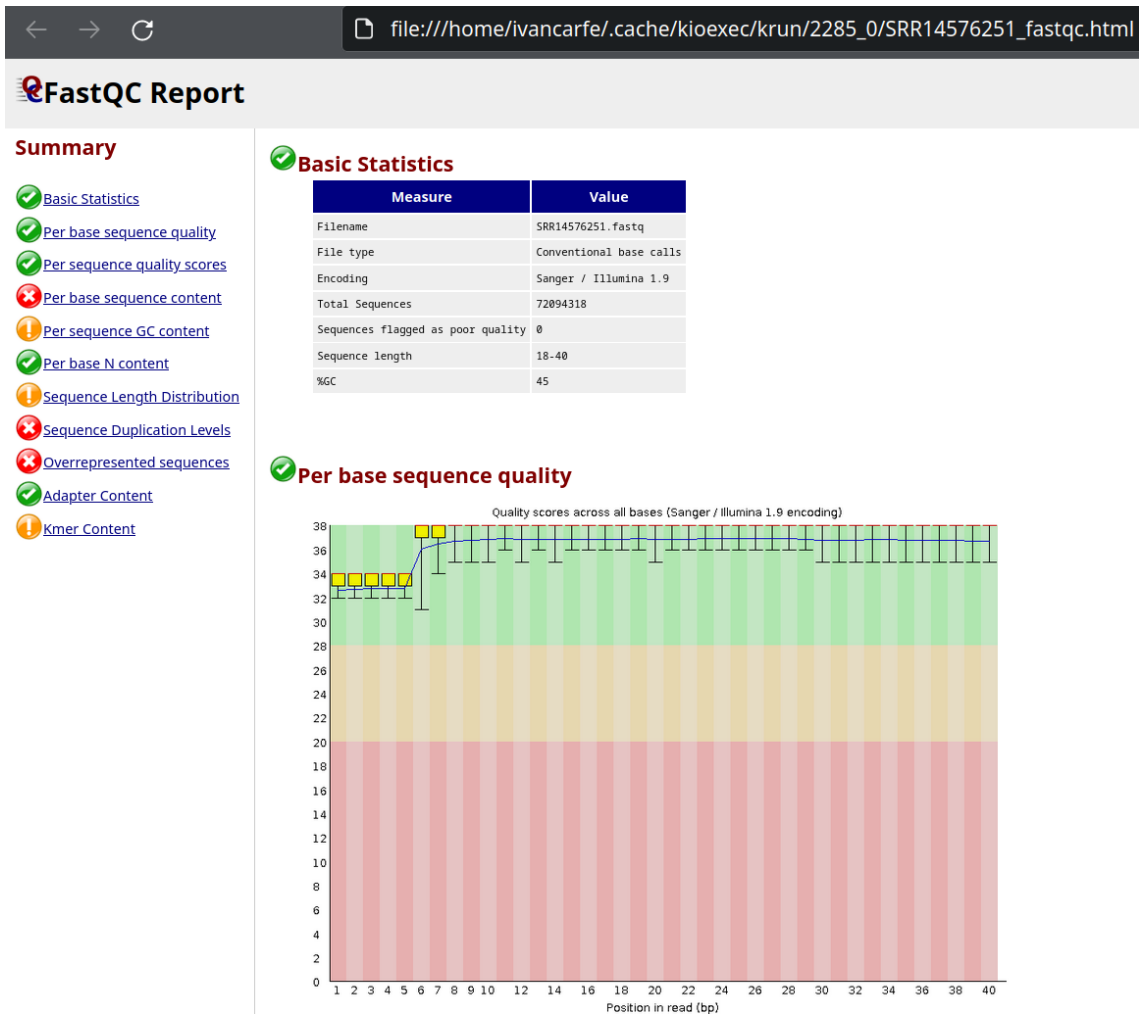 file:///home/ivancarfe/.cache/kioexec/krun/2285_0/SRR14576251_fastqc.html
FastQC Report
Summary
Basic Statistics
Per base sequence quality
Per sequence quality scores
Per base sequence content
Per sequence GC content
Per base N content
Sequence Length Distribution
Sequence Duplication Levels
Overrepresented sequences
Adapter Content
Kmer Content
Basic Statistics
Measure Value
Filename SRR14576251.fastq
File type Conventional base calls
Encoding Sanger / Illumina 1.9
Total Sequences 72094318
Sequences flagged as poor quality 0
Sequence length 18-40
%GC 45
Per base sequence quality
Quality scores across all bases (Sanger / Illumina 1.9 encoding)
38
36
34
32
30
28
26
24
22
20
18
16
14
12
10
8
6
4
2
0
1 2 3 4 5 6 7 8 9 10 12 14 16 18 20 22 24 26 28 30 32 34 36 38 40
Position in read (bp)